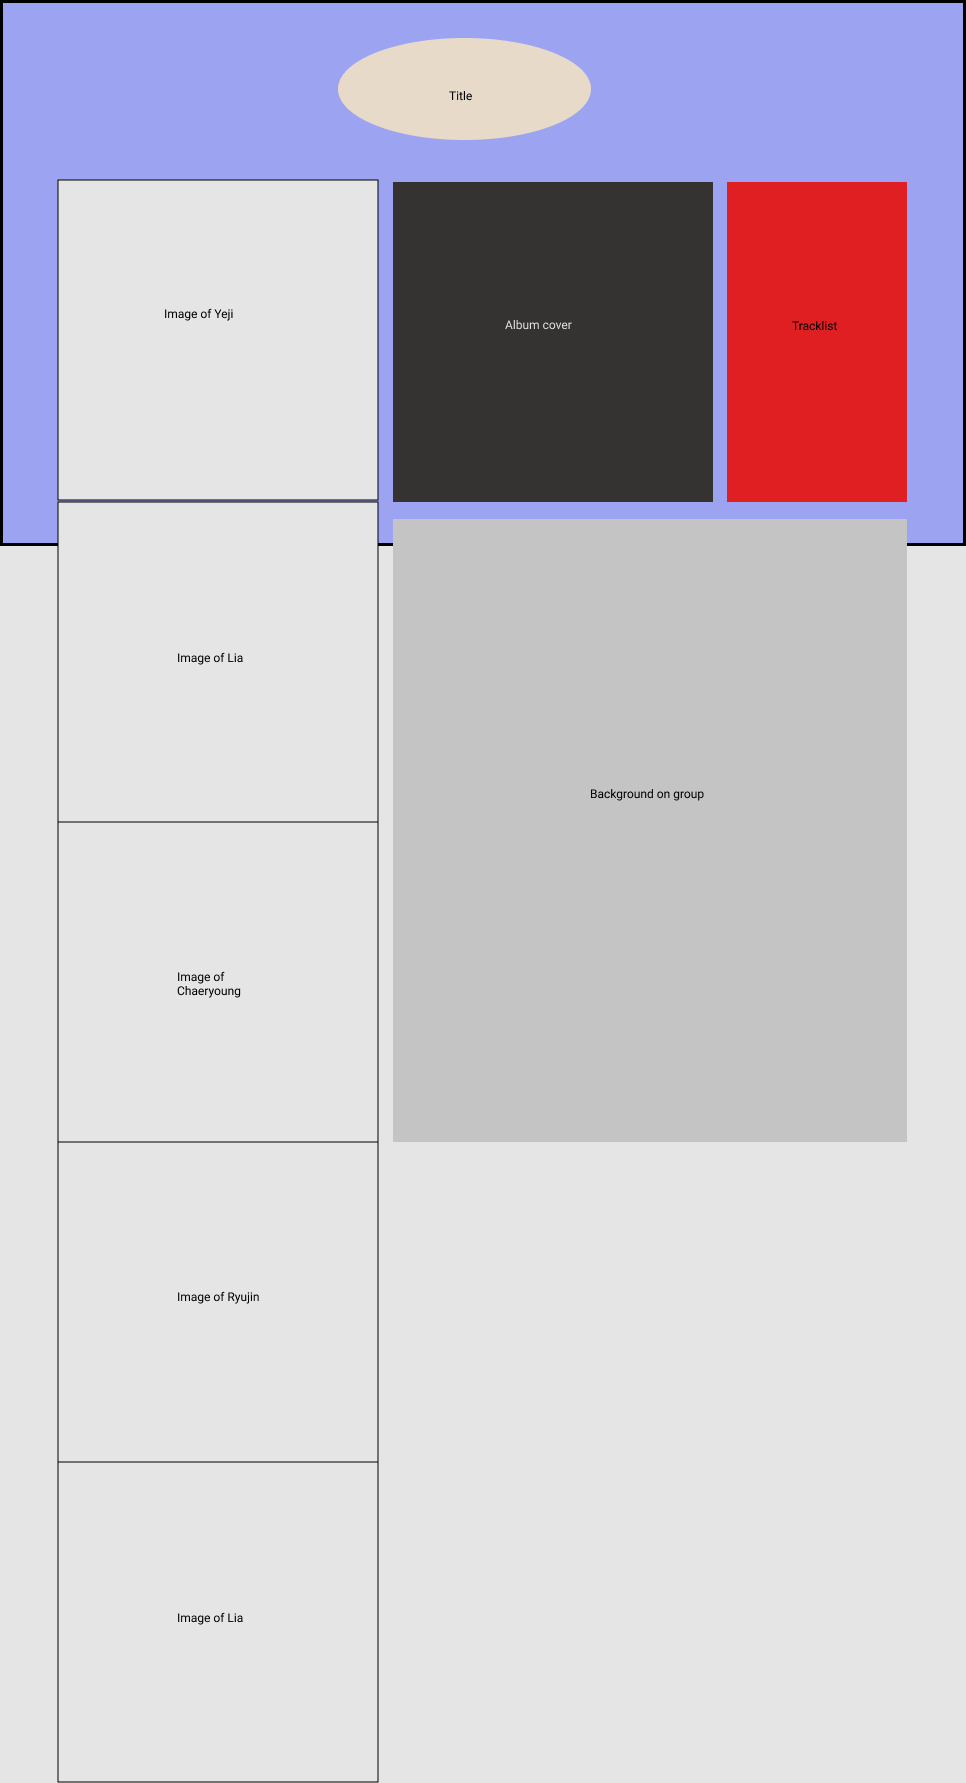 Title
Image of Yeji
Album cover
Tracklist
Image of Lia
Background on group
Image of
Chaeryoung
Image of Ryujin
Image of Lia